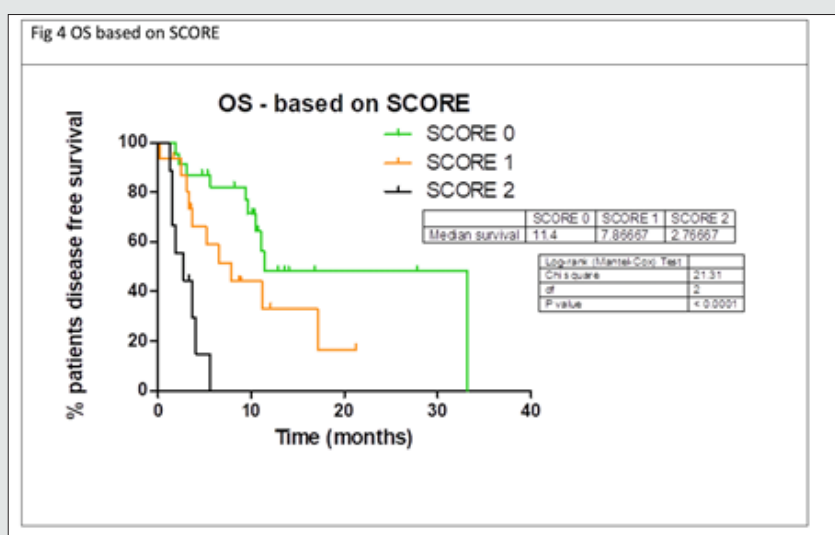 Fig 4 OS based on SCORE
OS - based on SCORE
SCORE 0
SCORE 1
SCORE 2
% patients disease free survival
100
80
60
40
20
0
0 10 20 30 40
Time (months)
SCORE 0 SCORE 1 SCORE 2
Median survival 11.4 7.86667 2.76667
Log-rank (Mantel-Cox) Test
Chi square 21.31
df 2
P value < 0.0001